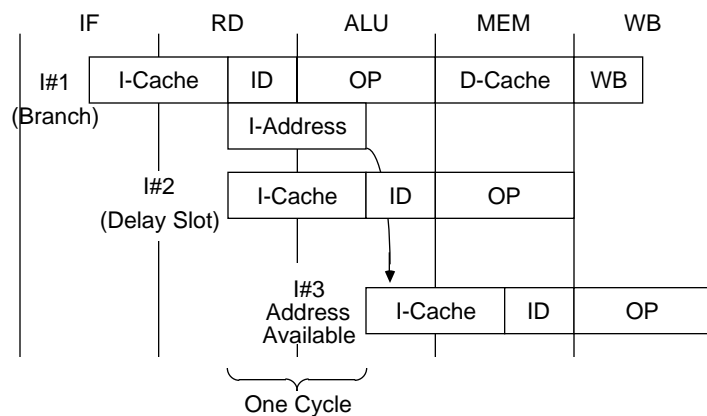 IF RD ALU MEM WB
I#1 I-Cache ID OP D-Cache WB
(Branch)
I-Address
I#2 I-Cache ID OP
(Delay Slot)
I#3
Address
Available
I-Cache ID OP
One Cycle